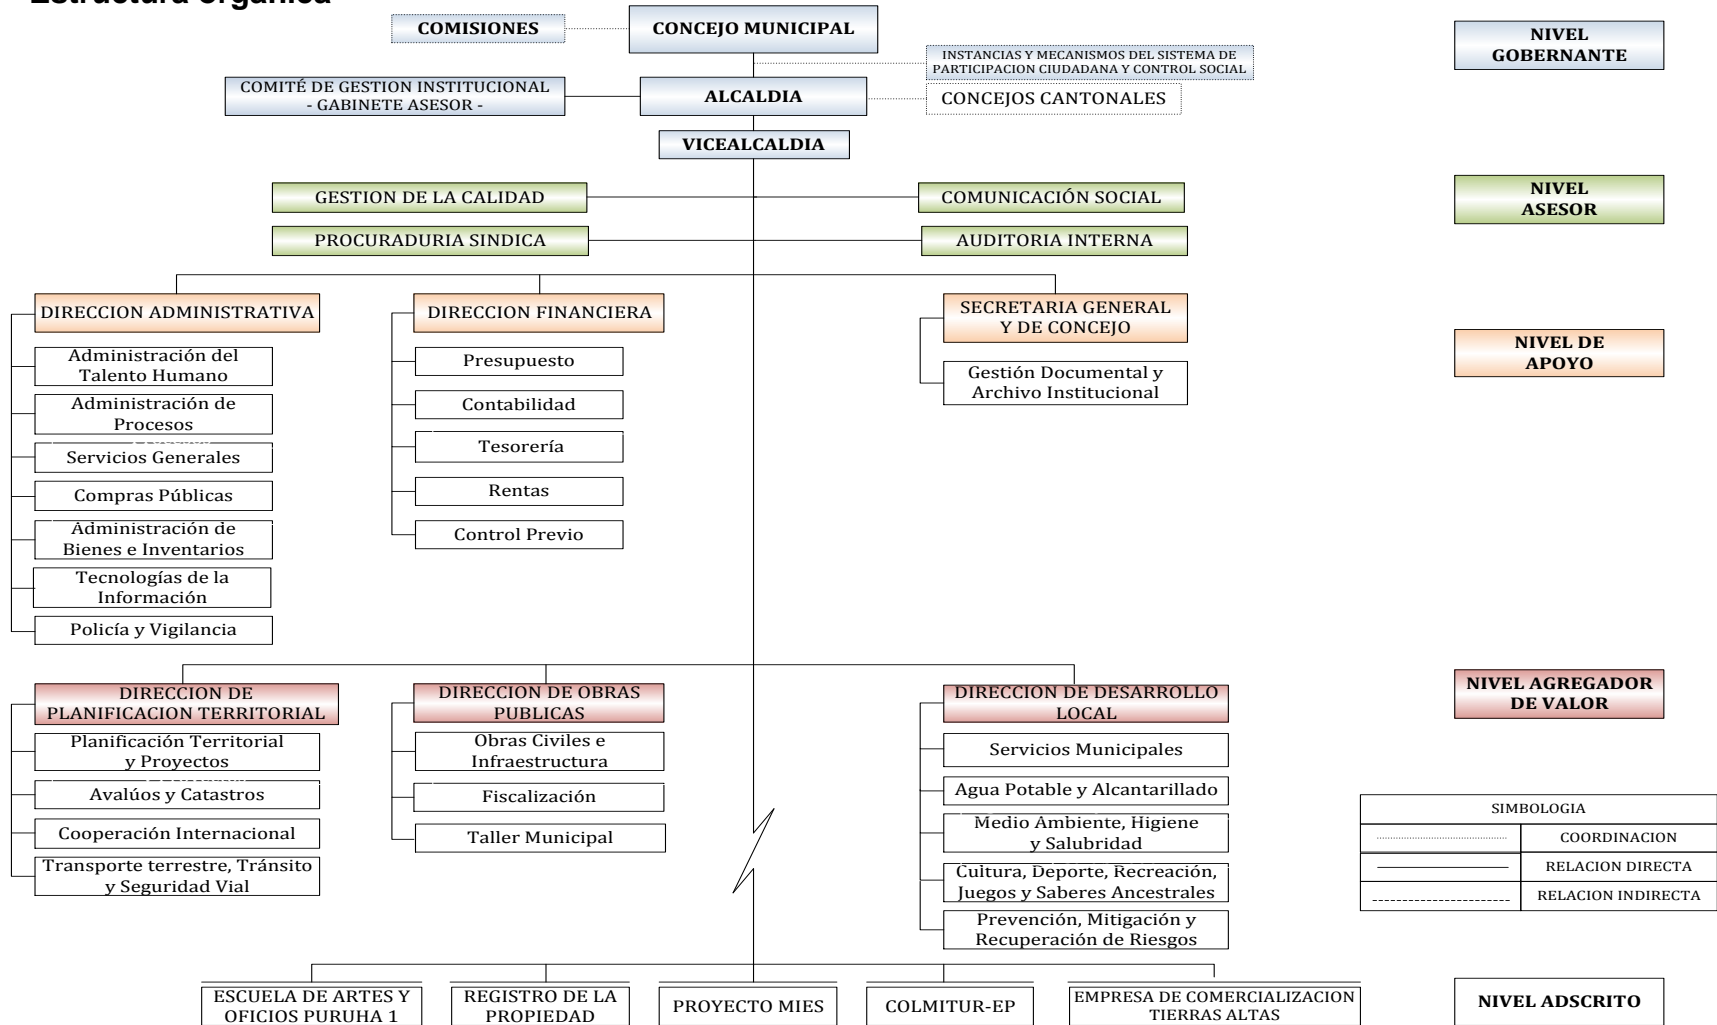 Estructura orgánica
COMISIONES
CONCEJO MUNICIPAL
NIVEL
GOBERNANTE
INSTANCIAS Y MECANISMOS DEL SISTEMA DE
PARTICIPACION CIUDADANA Y CONTROL SOCIAL
COMITÉ DE GESTION INSTITUCIONAL
- GABINETE ASESOR -
ALCALDIA
CONCEJOS CANTONALES
VICEALCALDIA
GESTION DE LA CALIDAD
COMUNICACIÓN SOCIAL
NIVEL
ASESOR
PROCURADURIA SINDICA
AUDITORIA INTERNA
DIRECCION ADMINISTRATIVA
Administración del
Talento Humano
Administración de
Procesos
Servicios Generales
Compras Públicas
Administración de
Bienes e Inventarios
Tecnologías de la
Información
Policía y Vigilancia
DIRECCION FINANCIERA
Presupuesto
Contabilidad
Tesorería
Rentas
Control Previo
SECRETARIA GENERAL
Y DE CONCEJO
Gestión Documental y
Archivo Institucional
NIVEL DE
APOYO
DIRECCION DE
PLANIFICACION TERRITORIAL
Planificación Territorial
y Proyectos
Avalúos y Catastros
Cooperación Internacional
Transporte terrestre, Tránsito
y Seguridad Vial
DIRECCION DE OBRAS
PUBLICAS
Obras Civiles e
Infraestructura
Fiscalización
Taller Municipal
DIRECCION DE DESARROLLO
LOCAL
Servicios Municipales
Agua Potable y Alcantarillado
Medio Ambiente, Higiene
y Salubridad
Cultura, Deporte, Recreación,
Juegos y Saberes Ancestrales
Prevención, Mitigación y
Recuperación de Riesgos
NIVEL AGREGADOR
DE VALOR
SIMBOLOGIA
COORDINACION
RELACION DIRECTA
RELACION INDIRECTA
ESCUELA DE ARTES Y
OFICIOS PURUHA 1
REGISTRO DE LA
PROPIEDAD
PROYECTO MIES
COLMITUR-EP
EMPRESA DE COMERCIALIZACION
TIERRAS ALTAS
NIVEL ADSCRITO